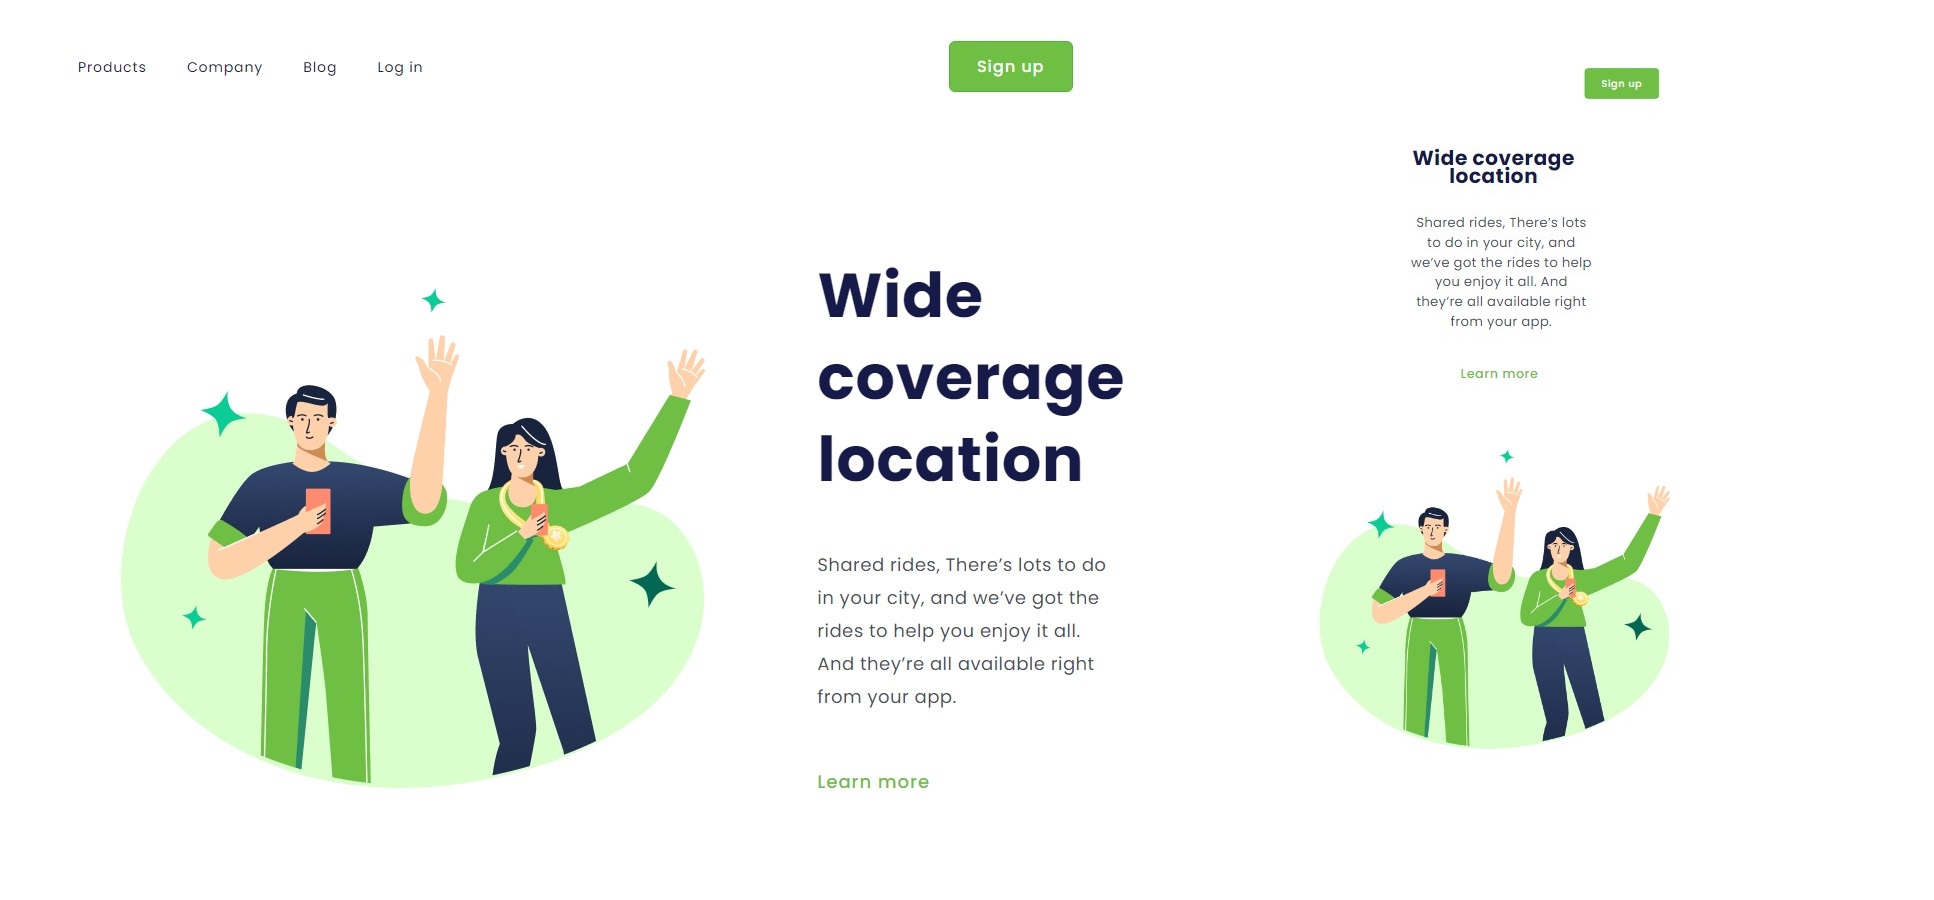 Products Company Blog Log in Sign up
Wide
coverage
location
Shared rides, There’s lots to do
in your city, and we’ve got the
rides to help you enjoy it all.
And they’re all available right
from your app.
Learn more
Sign up
Wide coverage
location
Shared rides, There’s lots
to do in your city, and
we’ve got the rides to help
you enjoy it all. And
they’re all available right
from your app.
Learn more